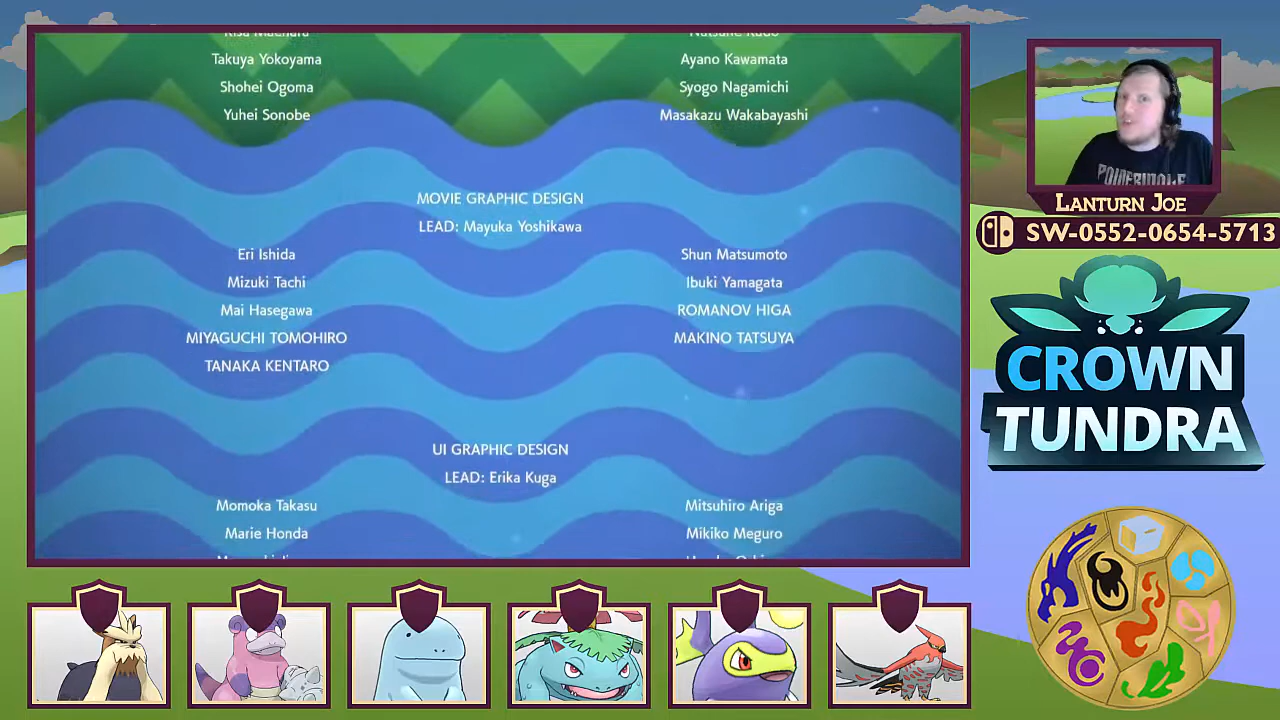 Takuya Yokoyama
Ayano Kawamata
Shohei Ogoma
Syogo Nagamichi
Yuhei Sonobe
Masakazu Wakabayashi
MOVIE GRAPHIC DESIGN
LEAD: Mayuka Yoshikawa
Eri Ishida
Shun Matsumoto
Mizuki Tachi
Ibuki Yamagata
Mai Hasegawa
ROMANOV HIGA
MIYAGUCHI TOMOHIRO
MAKINO TATSUYA
TANAKA KENTARO
UI GRAPHIC DESIGN
LEAD: Erika Kuga
Momoka Takasu
Mitsuhiro Ariga
Marie Honda
Mikiko Meguro
LANTURN JOE
SW-0552-0654-5713
CROWN
TUNDRA